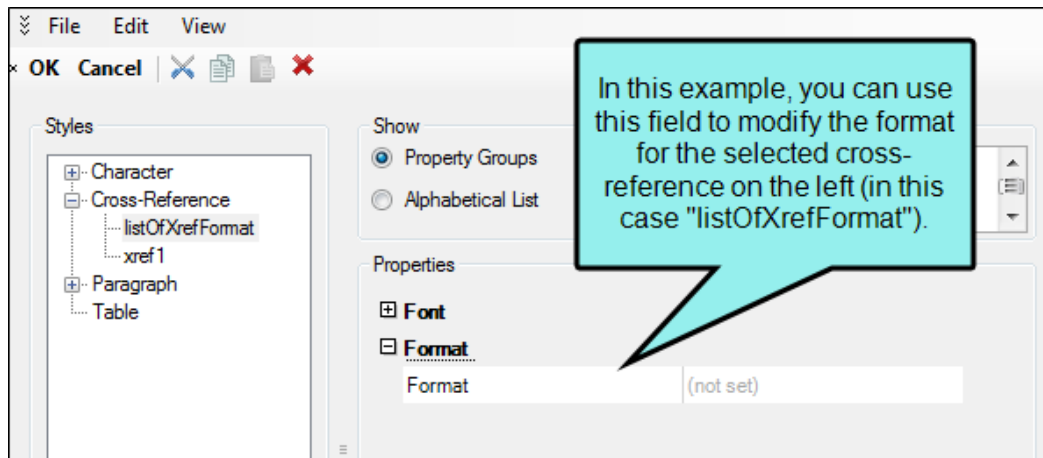 File Edit View
OK Cancel
Styles
Character
Cross-Reference
listOfXrefFormat
xref1
Paragraph
Table
Show
Property Groups
Alphabetical List
In this example, you can use
this field to modify the format
for the selected cross-
reference on the left (in this
case "listOfXrefFormat").
Properties
Font
Format
Format (not set)